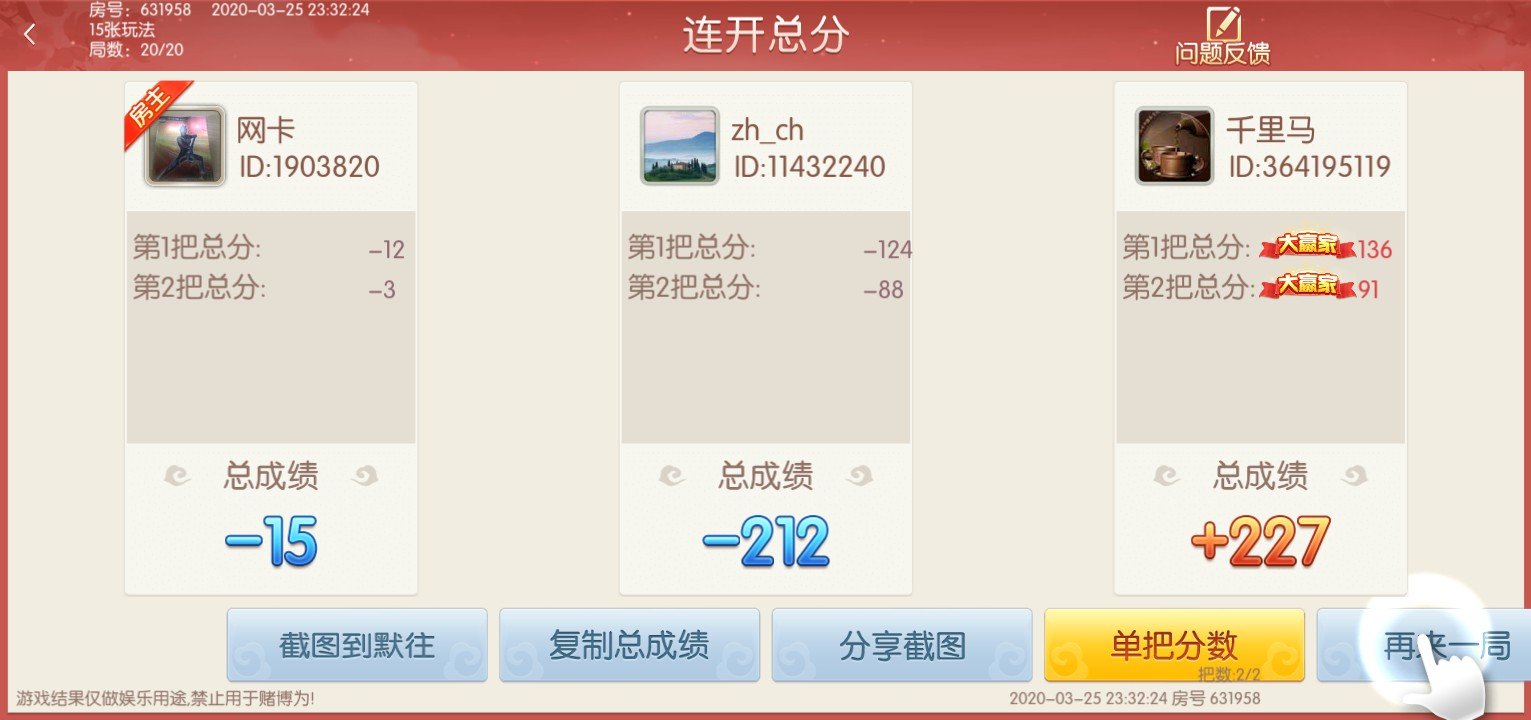 房号：631958 2020-03-25 23:32:24
15张玩法
局数：20/20
连开总分
问题反馈
房主
网卡
ID:1903820
第1把总分: -12
第2把总分: -3
总成绩
-15
zh_ch
ID:11432240
第1把总分: -124
第2把总分: -88
总成绩
-212
千里马
ID:364195119
第1把总分: 大赢家 136
第2把总分: 大赢家 91
总成绩
+227
截图到默往
复制总成绩
分享截图
单把分数
把数:2/2
再来一局
游戏结果仅做娱乐用途,禁止用于赌博为!
2020-03-25 23:32:24 房号 631958